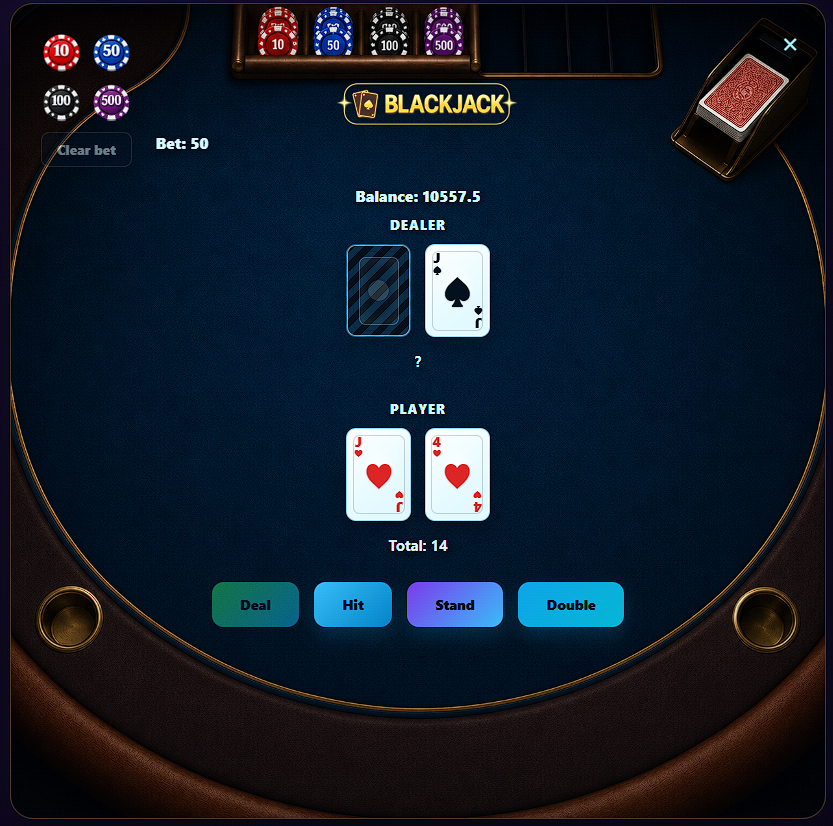 10 50 100 500
10 50
100 500
BLACKJACK
Clear bet
Bet: 50
Balance: 10557.5
DEALER
J
J
?
PLAYER
J 4
J 4
Total: 14
Deal Hit Stand Double